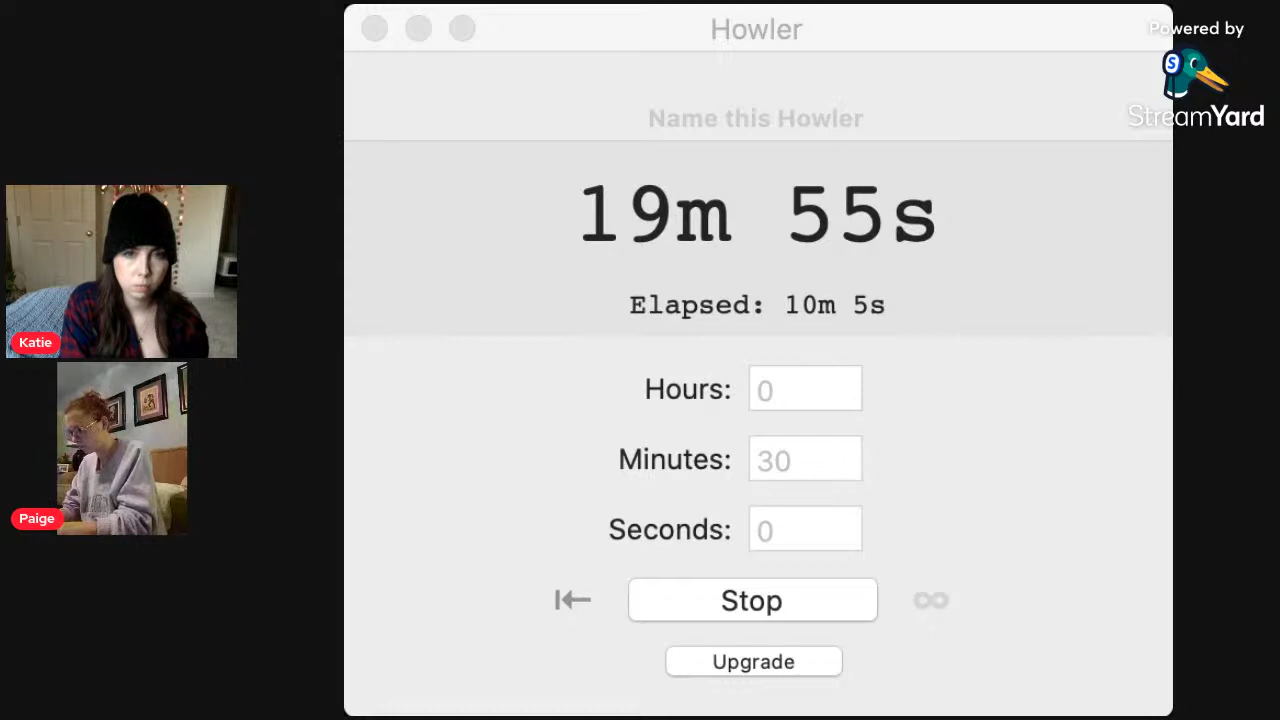 Howler
Powered by
StreamYard
Name this Howler
19m 55s
Elapsed: 10m 5s
Katie
Hours: 0
Minutes: 30
Paige
Seconds: 0
Stop
Upgrade